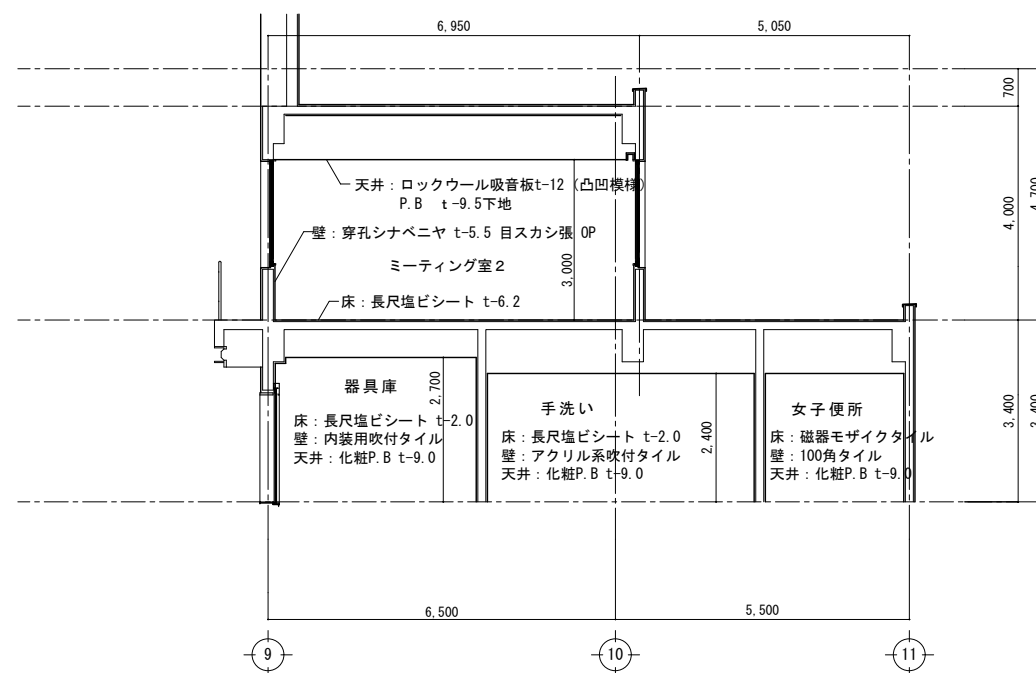 6,950
5,050
700
天井：ロックウール吸音板t-12（凸凹模様）
P.B　t-9.5下地
4,000
4,700
壁：穿孔シナベニヤ t-5.5 目スカシ張 OP
ミーティング室２
3,000
床：長尺塩ビシート t-6.2
器具庫
2,700
床：長尺塩ビシート t-2.0
壁：内装用吹付タイル
天井：化粧P.B t-9.0
手洗い
床：長尺塩ビシート t-2.0
壁：アクリル系吹付タイル
天井：化粧P.B t-9.0
2,400
女子便所
床：磁器モザイクタイル
壁：100角タイル
天井：化粧P.B t-9.0
3,400
3,400
6,500
5,500
9
10
11